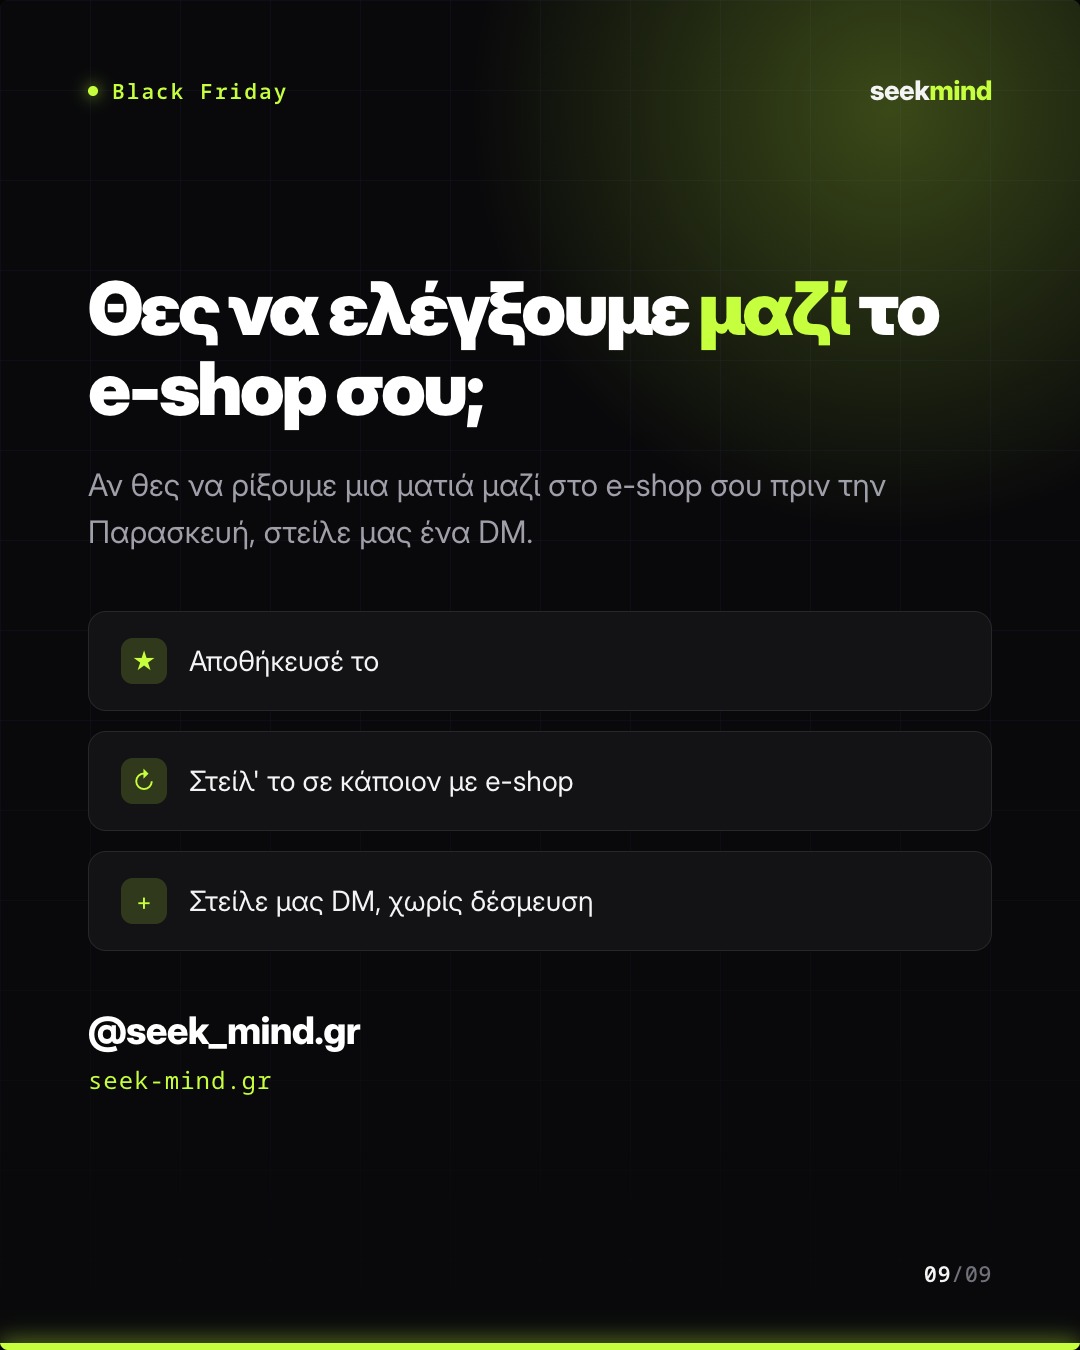 Black Friday
seekmind
Θες να ελέγξουμε μαζί το
e-shop σου;
Αν θες να ρίξουμε μια ματιά μαζί στο e-shop σου πριν την
Παρασκευή, στείλε μας ένα DM.
★ Αποθήκευσέ το
Στείλ' το σε κάποιον με e-shop
+ Στείλε μας DM, χωρίς δέσμευση
@seek_mind.gr
seek-mind.gr
09/09